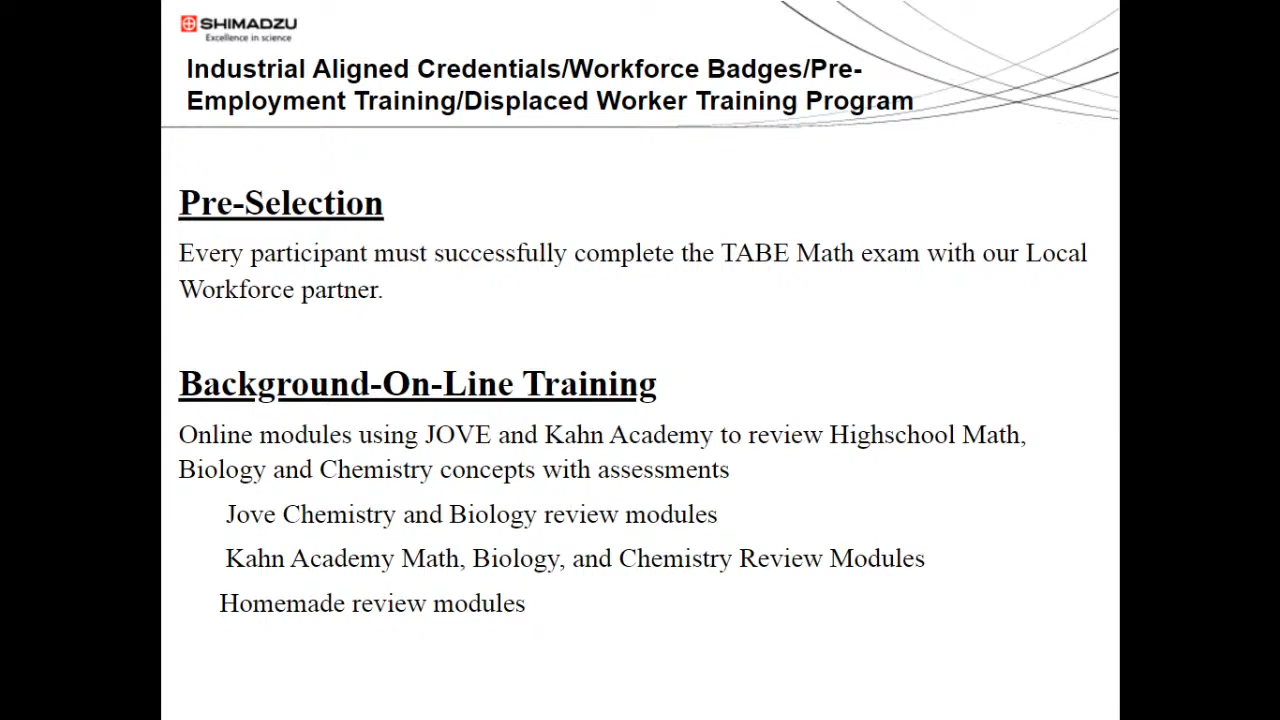 SHIMADZU
Excellence in science
Industrial Aligned Credentials/Workforce Badges/Pre-
Employment Training/Displaced Worker Training Program
Pre-Selection
Every participant must successfully complete the TABE Math exam with our Local
Workforce partner.
Background-On-Line Training
Online modules using JOVE and Kahn Academy to review Highschool Math,
Biology and Chemistry concepts with assessments
Jove Chemistry and Biology review modules
Kahn Academy Math, Biology, and Chemistry Review Modules
Homemade review modules